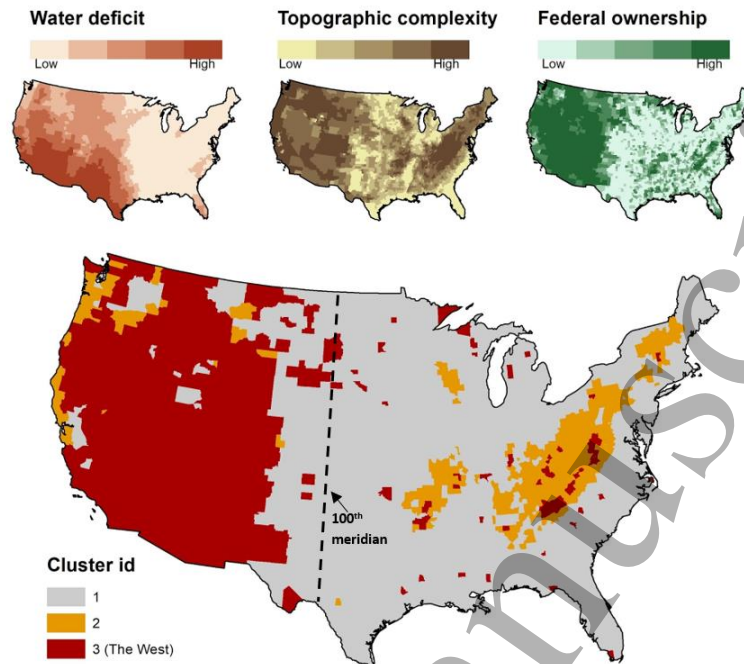 Water deficit
Low High
Topographic complexity
Low High
Federal ownership
Low High
100th
meridian
Cluster id
1
2
3 (The West)
nusc